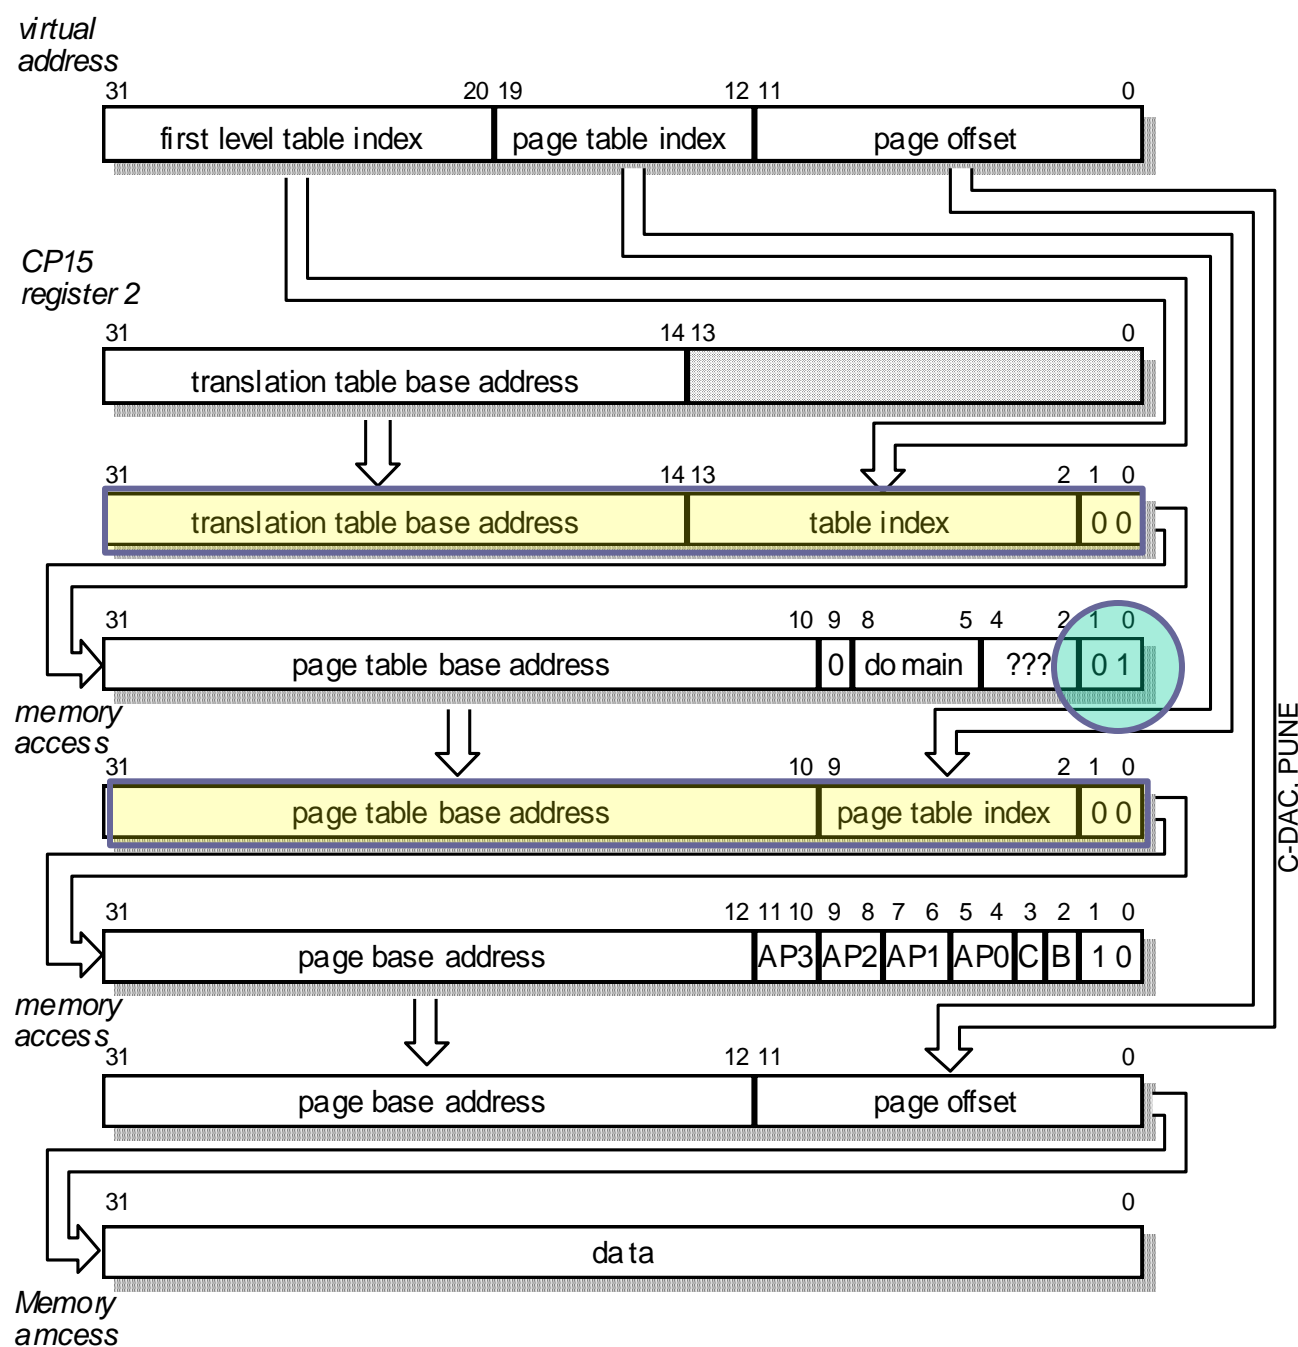 virtual
address
31 20 19 12 11 0
first level table index page table index page offset
CP15
register 2
31 14 13 0
translation table base address
31 14 13 2 1 0
translation table base address table index 0 0
31 10 9 8 5 4 2 1 0
page table base address 0 domain ??? 0 1
memory
access
31 10 9 2 1 0
page table base address page table index 0 0
31 12 11 10 9 8 7 6 5 4 3 2 1 0
page base address AP3 AP2 AP1 AP0 C B 1 0
memory
access
31 12 11 0
page base address page offset
31 0
data
Memory
amcess
C-DAC, PUNE